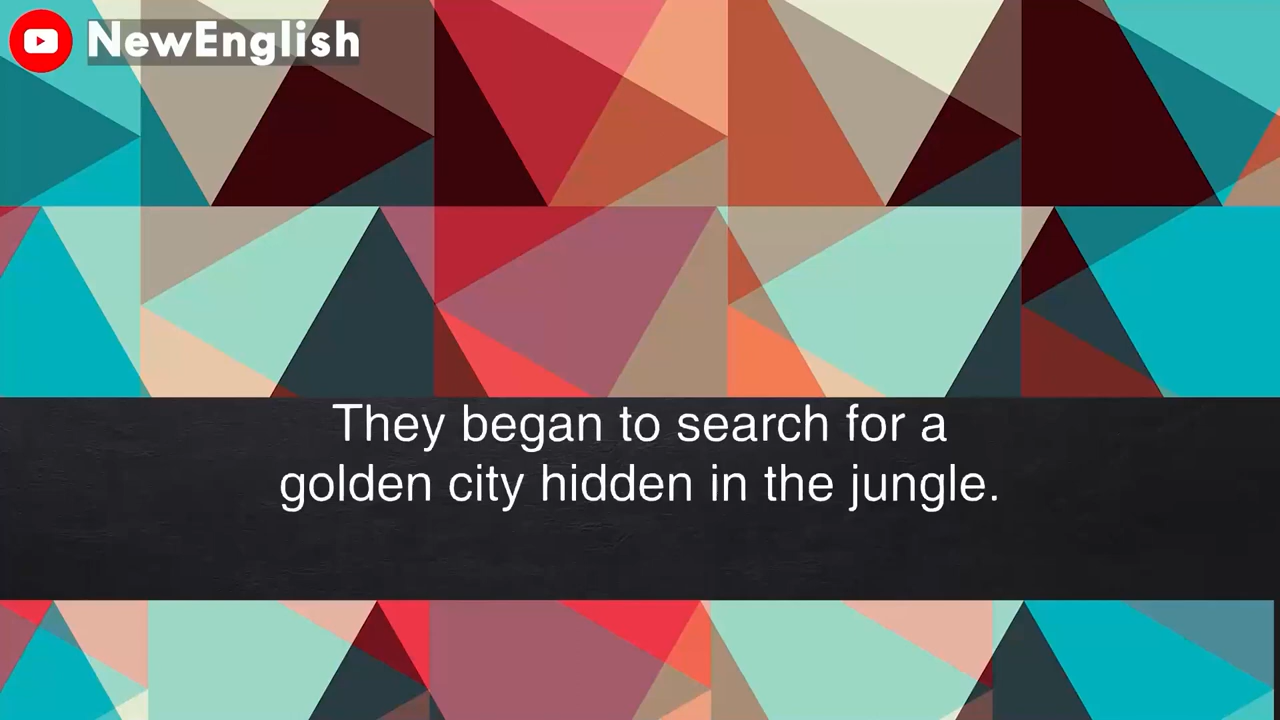 NewEnglish
They began to search for a
golden city hidden in the jungle.